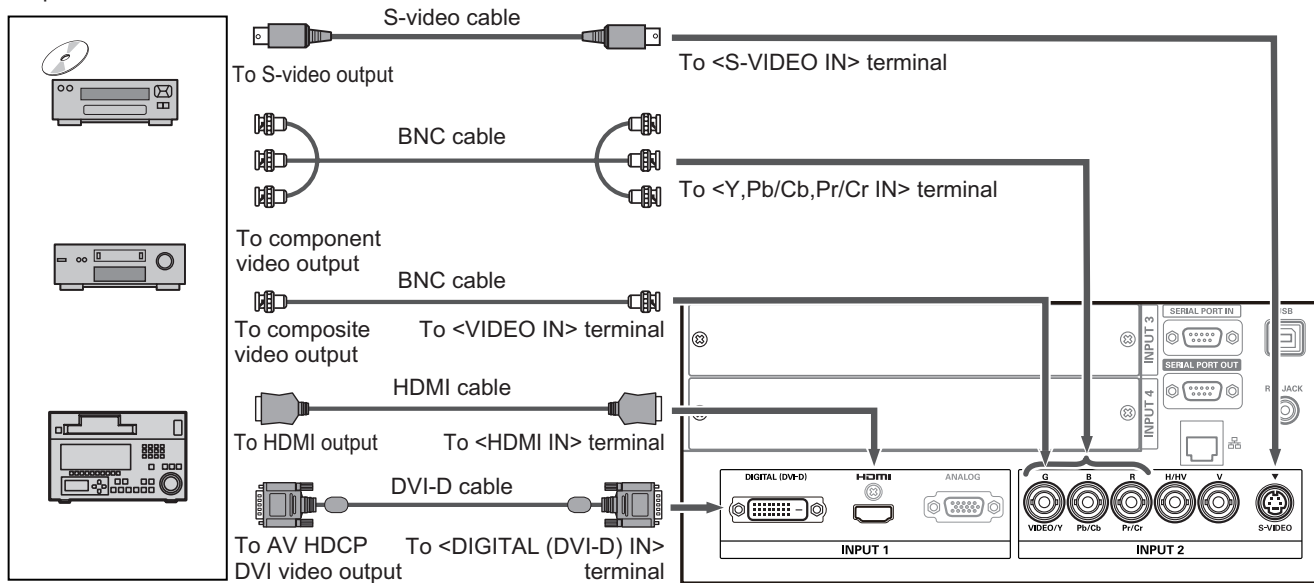 S-video cable
To S-video output
To <S-VIDEO IN> terminal
BNC cable
To <Y,Pb/Cb,Pr/Cr IN> terminal
To component
video output
BNC cable
To composite
video output
To <VIDEO IN> terminal
HDMI cable
To HDMI output
To <HDMI IN> terminal
DVI-D cable
To AV HDCP
DVI video output
To <DIGITAL (DVI-D) IN>
terminal
INPUT 3
SERIAL PORT IN
SERIAL PORT OUT
INPUT 4
JACK
DIGITAL (DVI-D)
HDMI
ANALOG
INPUT 1
G
B
R
H/HV
V
VIDEO/Y
Pb/Cb
Pr/Cr
S-VIDEO
INPUT 2